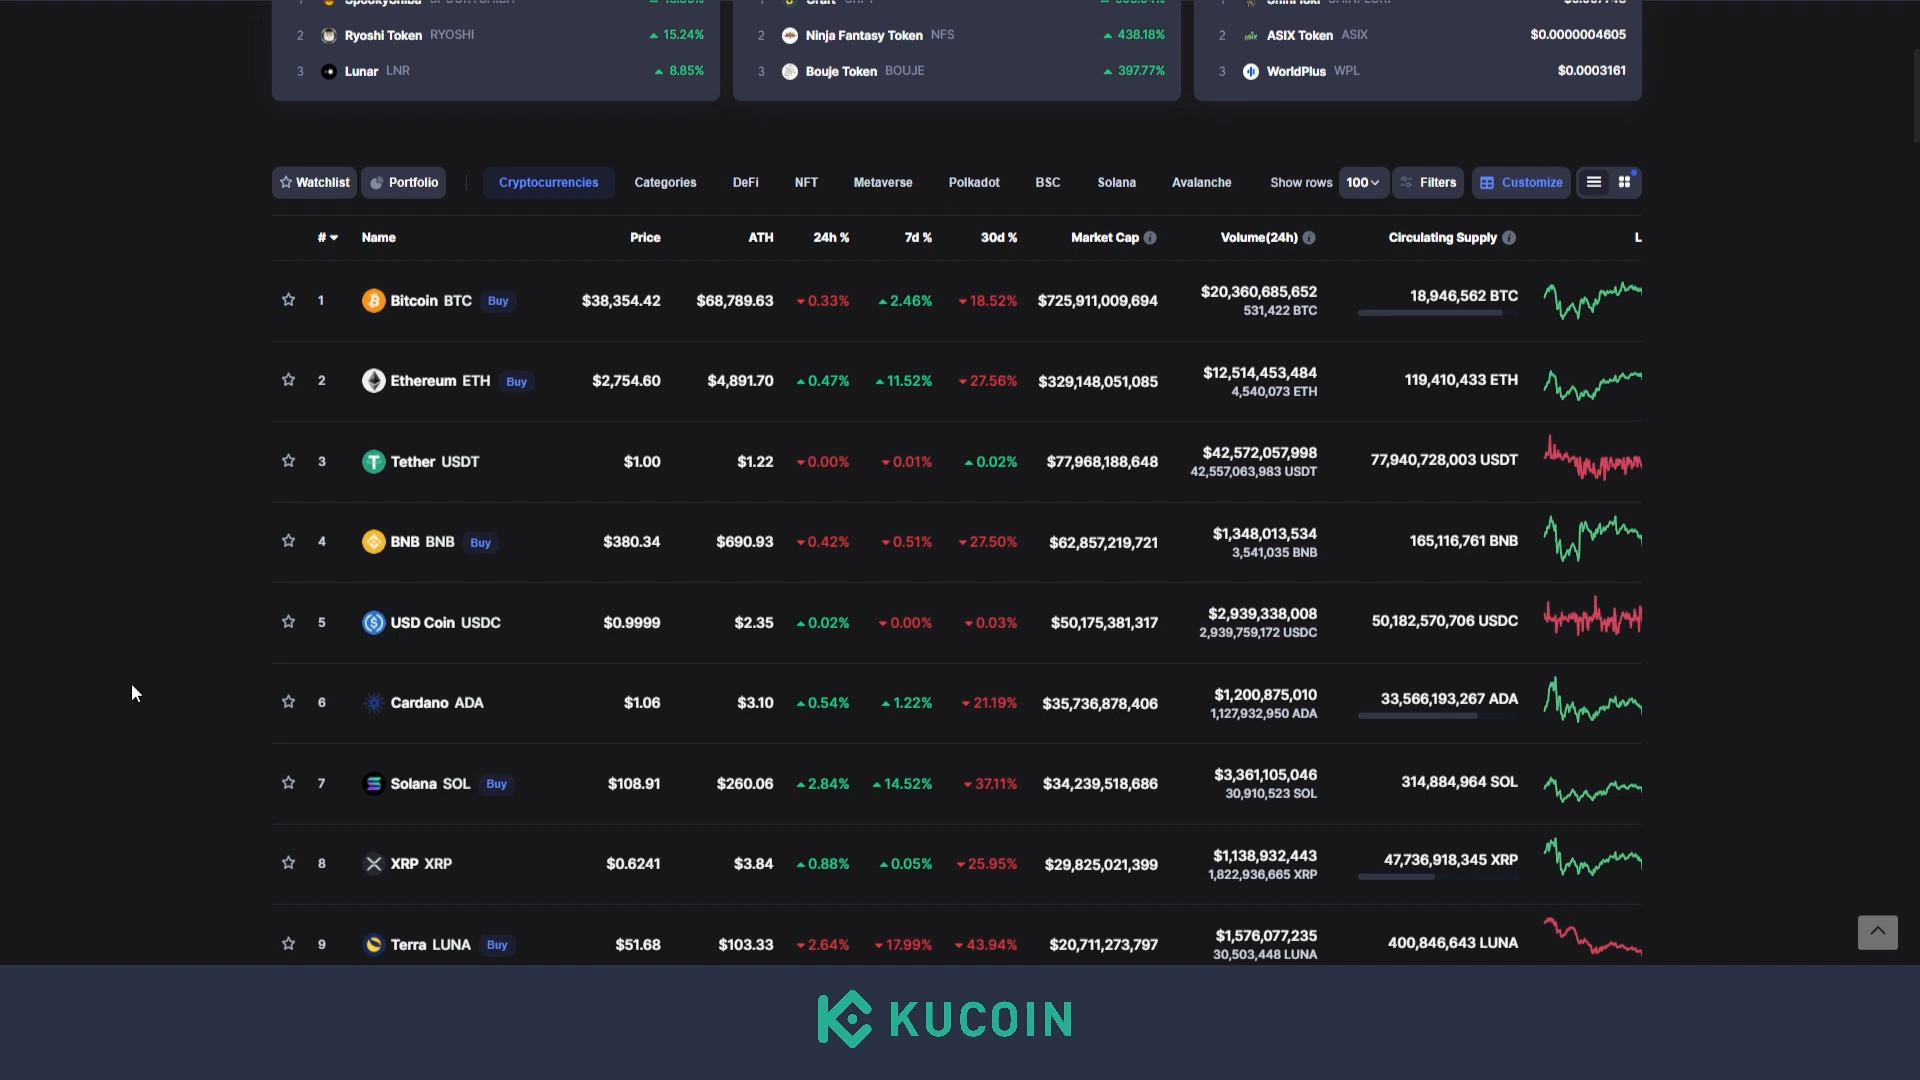 2 Ryoshi Token RYOSHI 15.24%
3 Lunar LNR 8.85%
2 Ninja Fantasy Token NFS 438.18%
3 Bouje Token BOUJE 397.77%
2 ASIX Token ASIX $0.0000004605
3 WorldPlus WPL $0.0003161
Watchlist Portfolio Cryptocurrencies Categories DeFi NFT Metaverse Polkadot BSC Solana Avalanche Show rows 100 Filters Customize
# Name Price ATH 24h % 7d % 30d % Market Cap Volume(24h) Circulating Supply L
1 Bitcoin BTC Buy $38,354.42 $68,789.63 0.33% 2.46% 18.52% $725,911,009,694 $20,360,685,652 18,946,562 BTC
531,422 BTC
2 Ethereum ETH Buy $2,754.60 $4,891.70 0.47% 11.52% 27.56% $329,148,051,085 $12,514,453,484 119,410,433 ETH
4,540,073 ETH
3 Tether USDT $1.00 $1.22 0.00% 0.01% 0.02% $77,968,188,648 $42,572,057,998 77,940,728,003 USDT
42,557,063,983 USDT
4 BNB BNB Buy $380.34 $690.93 0.42% 0.51% 27.50% $62,857,219,721 $1,348,013,534 165,116,761 BNB
3,541,035 BNB
5 USD Coin USDC $0.9999 $2.35 0.02% 0.00% 0.03% $50,175,381,317 $2,939,338,008 50,182,570,706 USDC
2,939,759,172 USDC
6 Cardano ADA $1.06 $3.10 0.54% 1.22% 21.19% $35,736,878,406 $1,200,875,010 33,566,193,267 ADA
1,127,932,950 ADA
7 Solana SOL Buy $108.91 $260.06 2.84% 14.52% 37.11% $34,239,518,686 $3,361,105,046 314,884,964 SOL
30,910,523 SOL
8 XRP XRP $0.6241 $3.84 0.88% 0.05% 25.95% $29,825,021,399 $1,138,932,443 47,736,918,345 XRP
1,822,936,665 XRP
9 Terra LUNA Buy $51.68 $103.33 2.64% 17.99% 43.94% $20,711,273,797 $1,576,077,235 400,846,643 LUNA
30,503,448 LUNA
KUCOIN